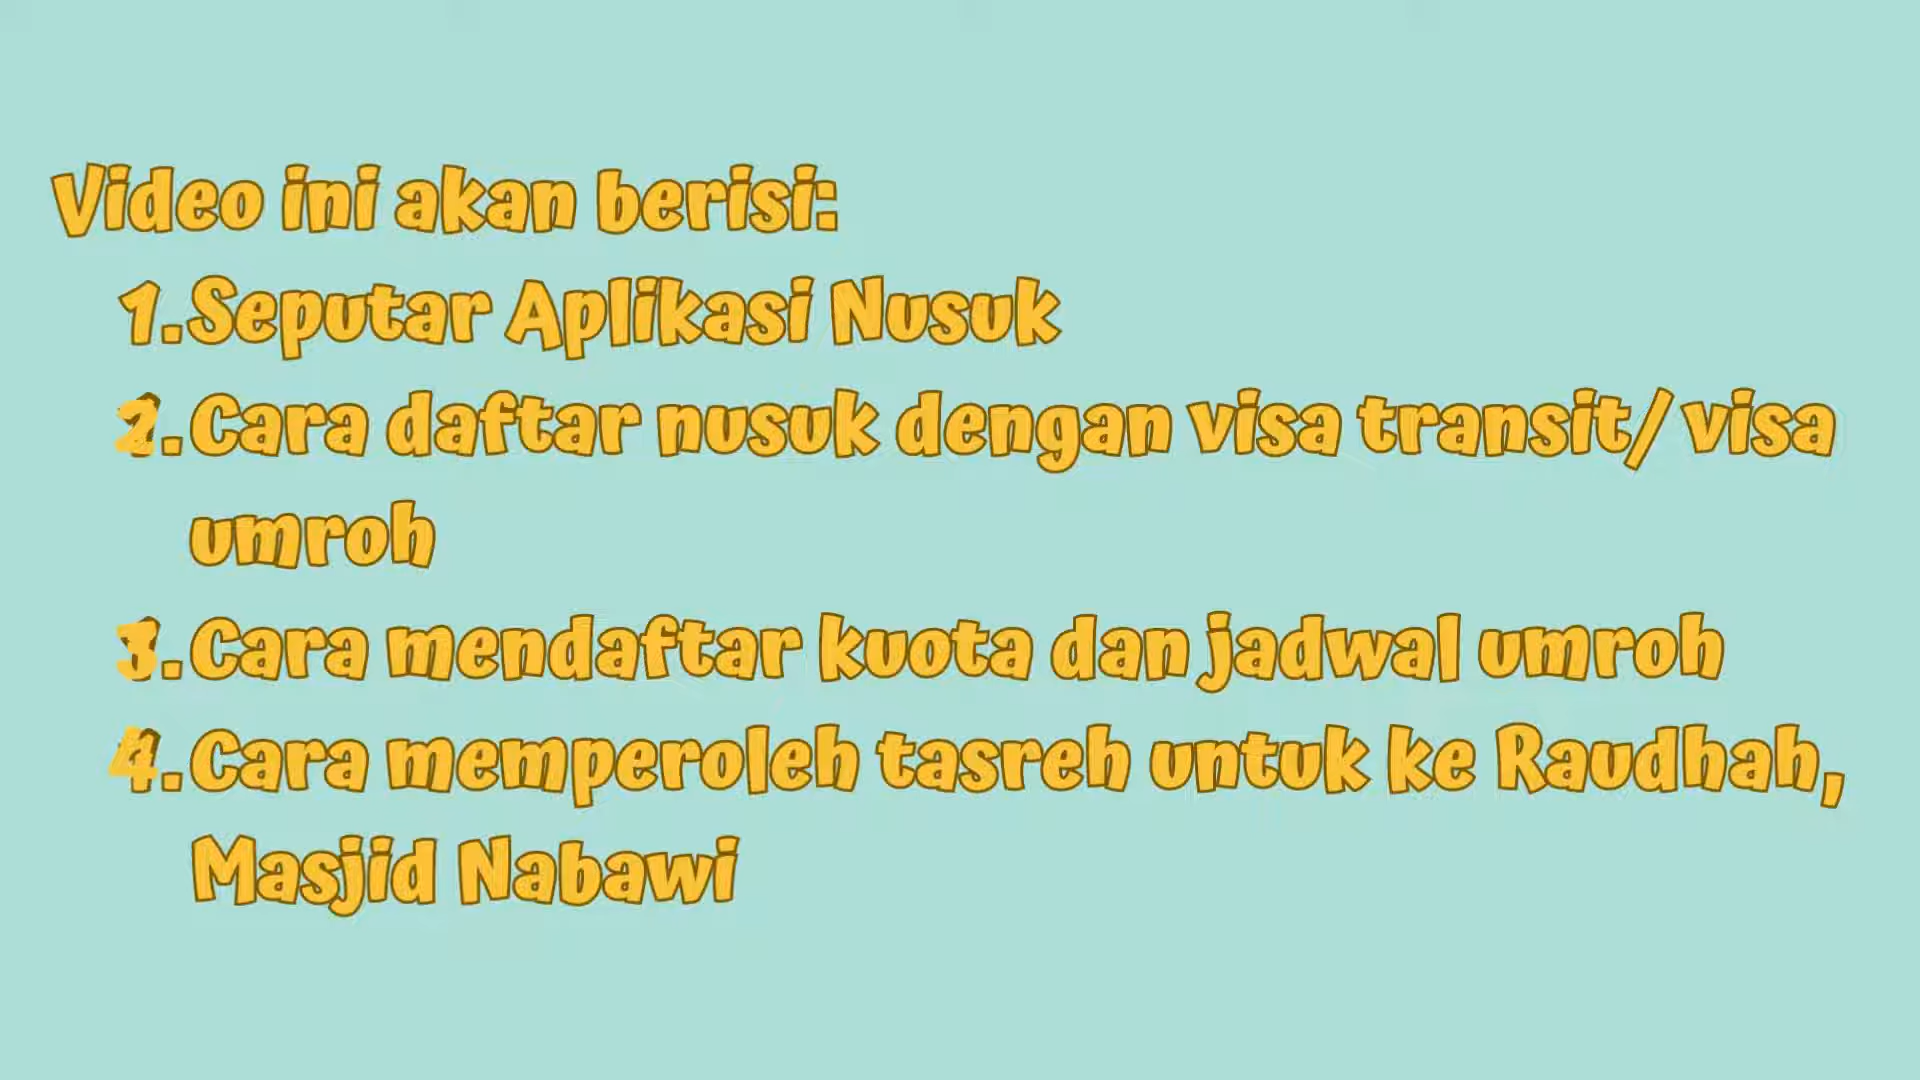 Video ini akan berisi:
1.Seputar Aplikasi Nusuk
2.Cara daftar nusuk dengan visa transit/ visa
umroh
3.Cara mendaftar kuota dan jadwal umroh
4.Cara memperoleh tasreh untuk ke Raudhah,
Masjid Nabawi